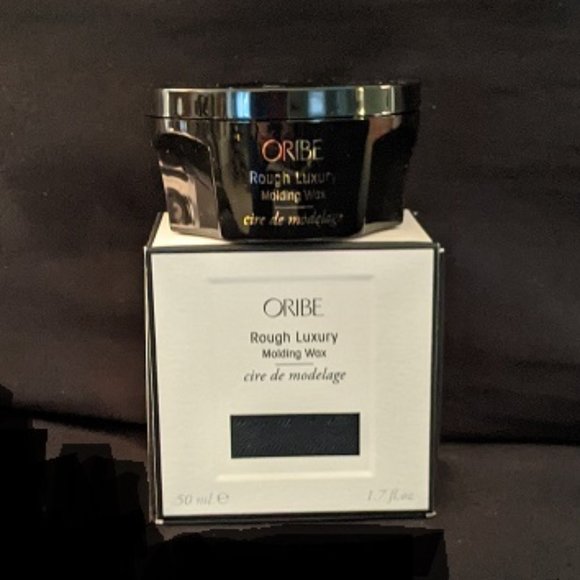 ORIBE
Rough Luxury
Molding Wax
cire de modelage
ORIBE
Rough Luxury
Molding Wax
cire de modelage
50 ml ℮
1.7 fl.oz